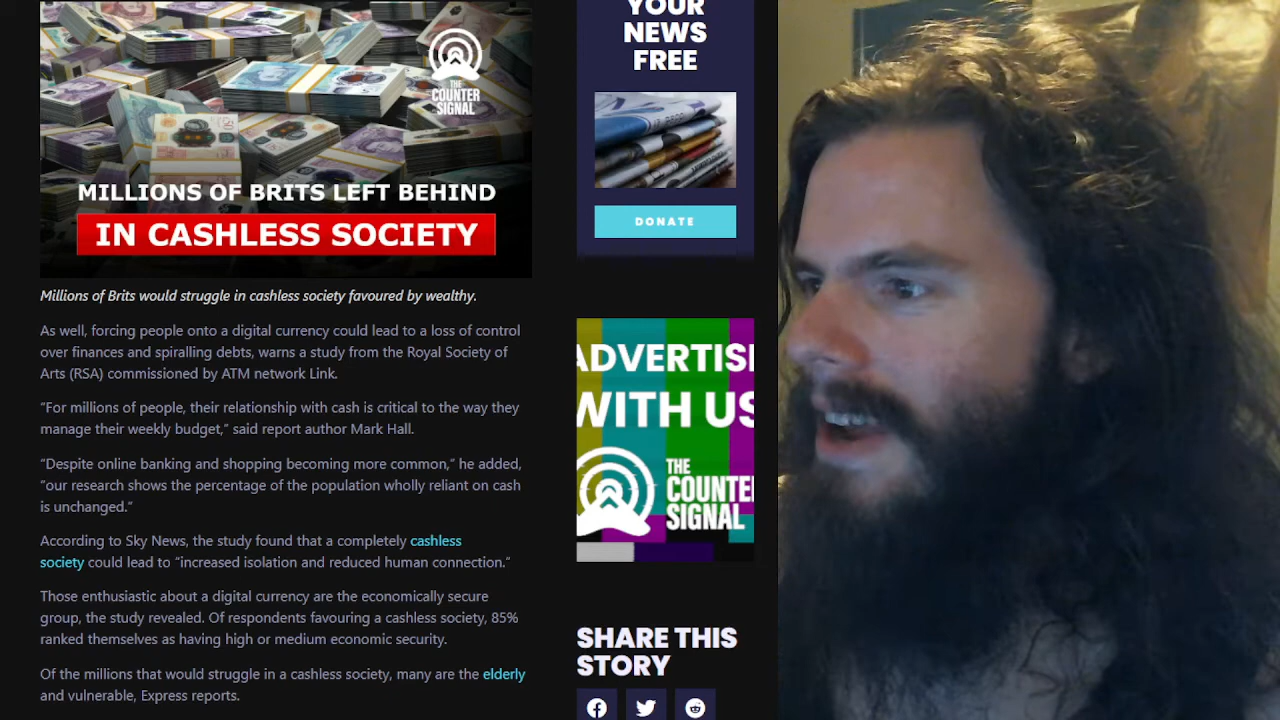 THE
COUNTER
SIGNAL
MILLIONS OF BRITS LEFT BEHIND
IN CASHLESS SOCIETY
Millions of Brits would struggle in cashless society favoured by wealthy.
As well, forcing people onto a digital currency could lead to a loss of control
over finances and spiralling debts, warns a study from the Royal Society of
Arts (RSA) commissioned by ATM network Link.
“For millions of people, their relationship with cash is critical to the way they
manage their weekly budget,” said report author Mark Hall.
“Despite online banking and shopping becoming more common,” he added,
“our research shows the percentage of the population wholly reliant on cash
is unchanged.”
According to Sky News, the study found that a completely cashless
society could lead to “increased isolation and reduced human connection.”
Those enthusiastic about a digital currency are the economically secure
group, the study revealed. Of respondents favouring a cashless society, 85%
ranked themselves as having high or medium economic security.
Of the millions that would struggle in a cashless society, many are the elderly
and vulnerable, Express reports.
YOUR
NEWS
FREE
DONATE
ADVERTISE
WITH US
THE
COUNTE
SIGNAL
SHARE THIS
STORY